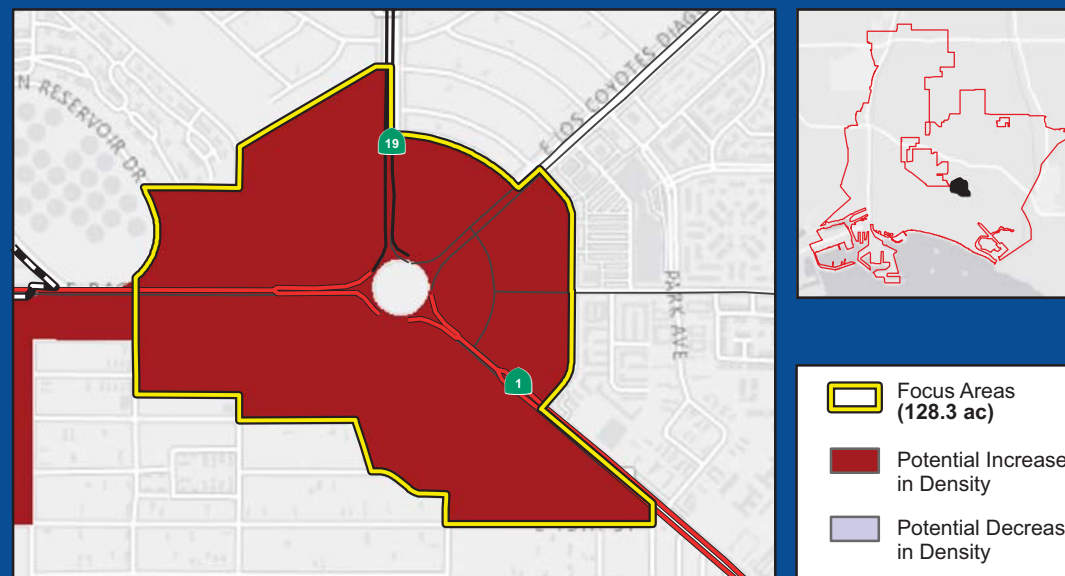 N RESERVOIR DR
19
E LOS COYOTES DIAG
PARK AVE
1
Focus Areas
(128.3 ac)
Potential Increase
in Density
Potential Decreas
in Density